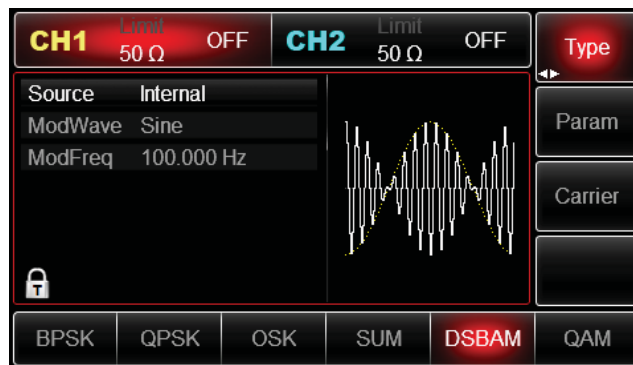 CH1 Limit 50 Ω OFF
CH2 Limit 50 Ω OFF
Type
Source Internal
ModWave Sine
ModFreq 100.000 Hz
Param
Carrier
T
BPSK QPSK OSK SUM DSBAM QAM